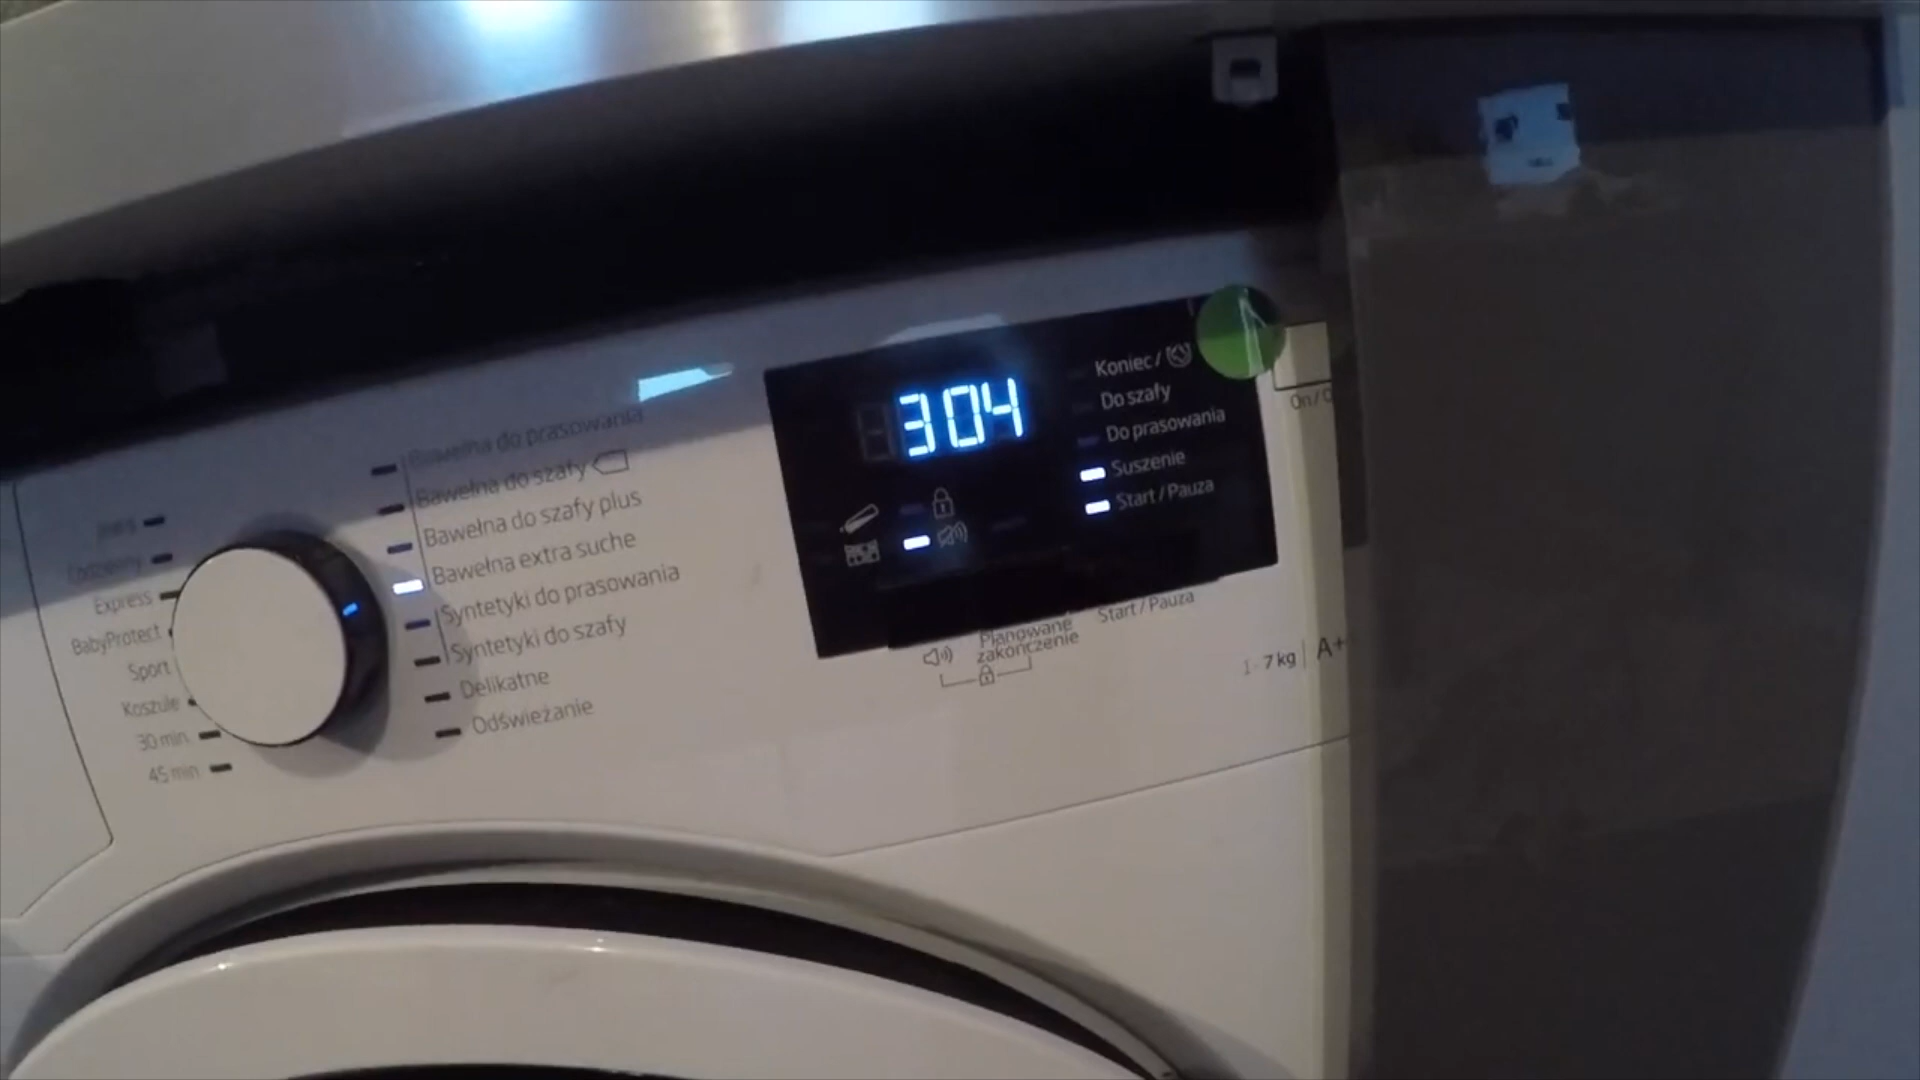 304
Koniec /
Do szafy
Do prasowania
Suszenie
Start / Pauza
On/
Bawełna do prasowania
Bawełna do szafy
Bawełna do szafy plus
Bawełna extra suche
Syntetyki do prasowania
Syntetyki do szafy
Delikatne
Odświeżanie
Express
BabyProtect
Sport
Koszule
30 min.
45 min
Planowane
zakończenie
Start / Pauza
1 - 7 kg
A+